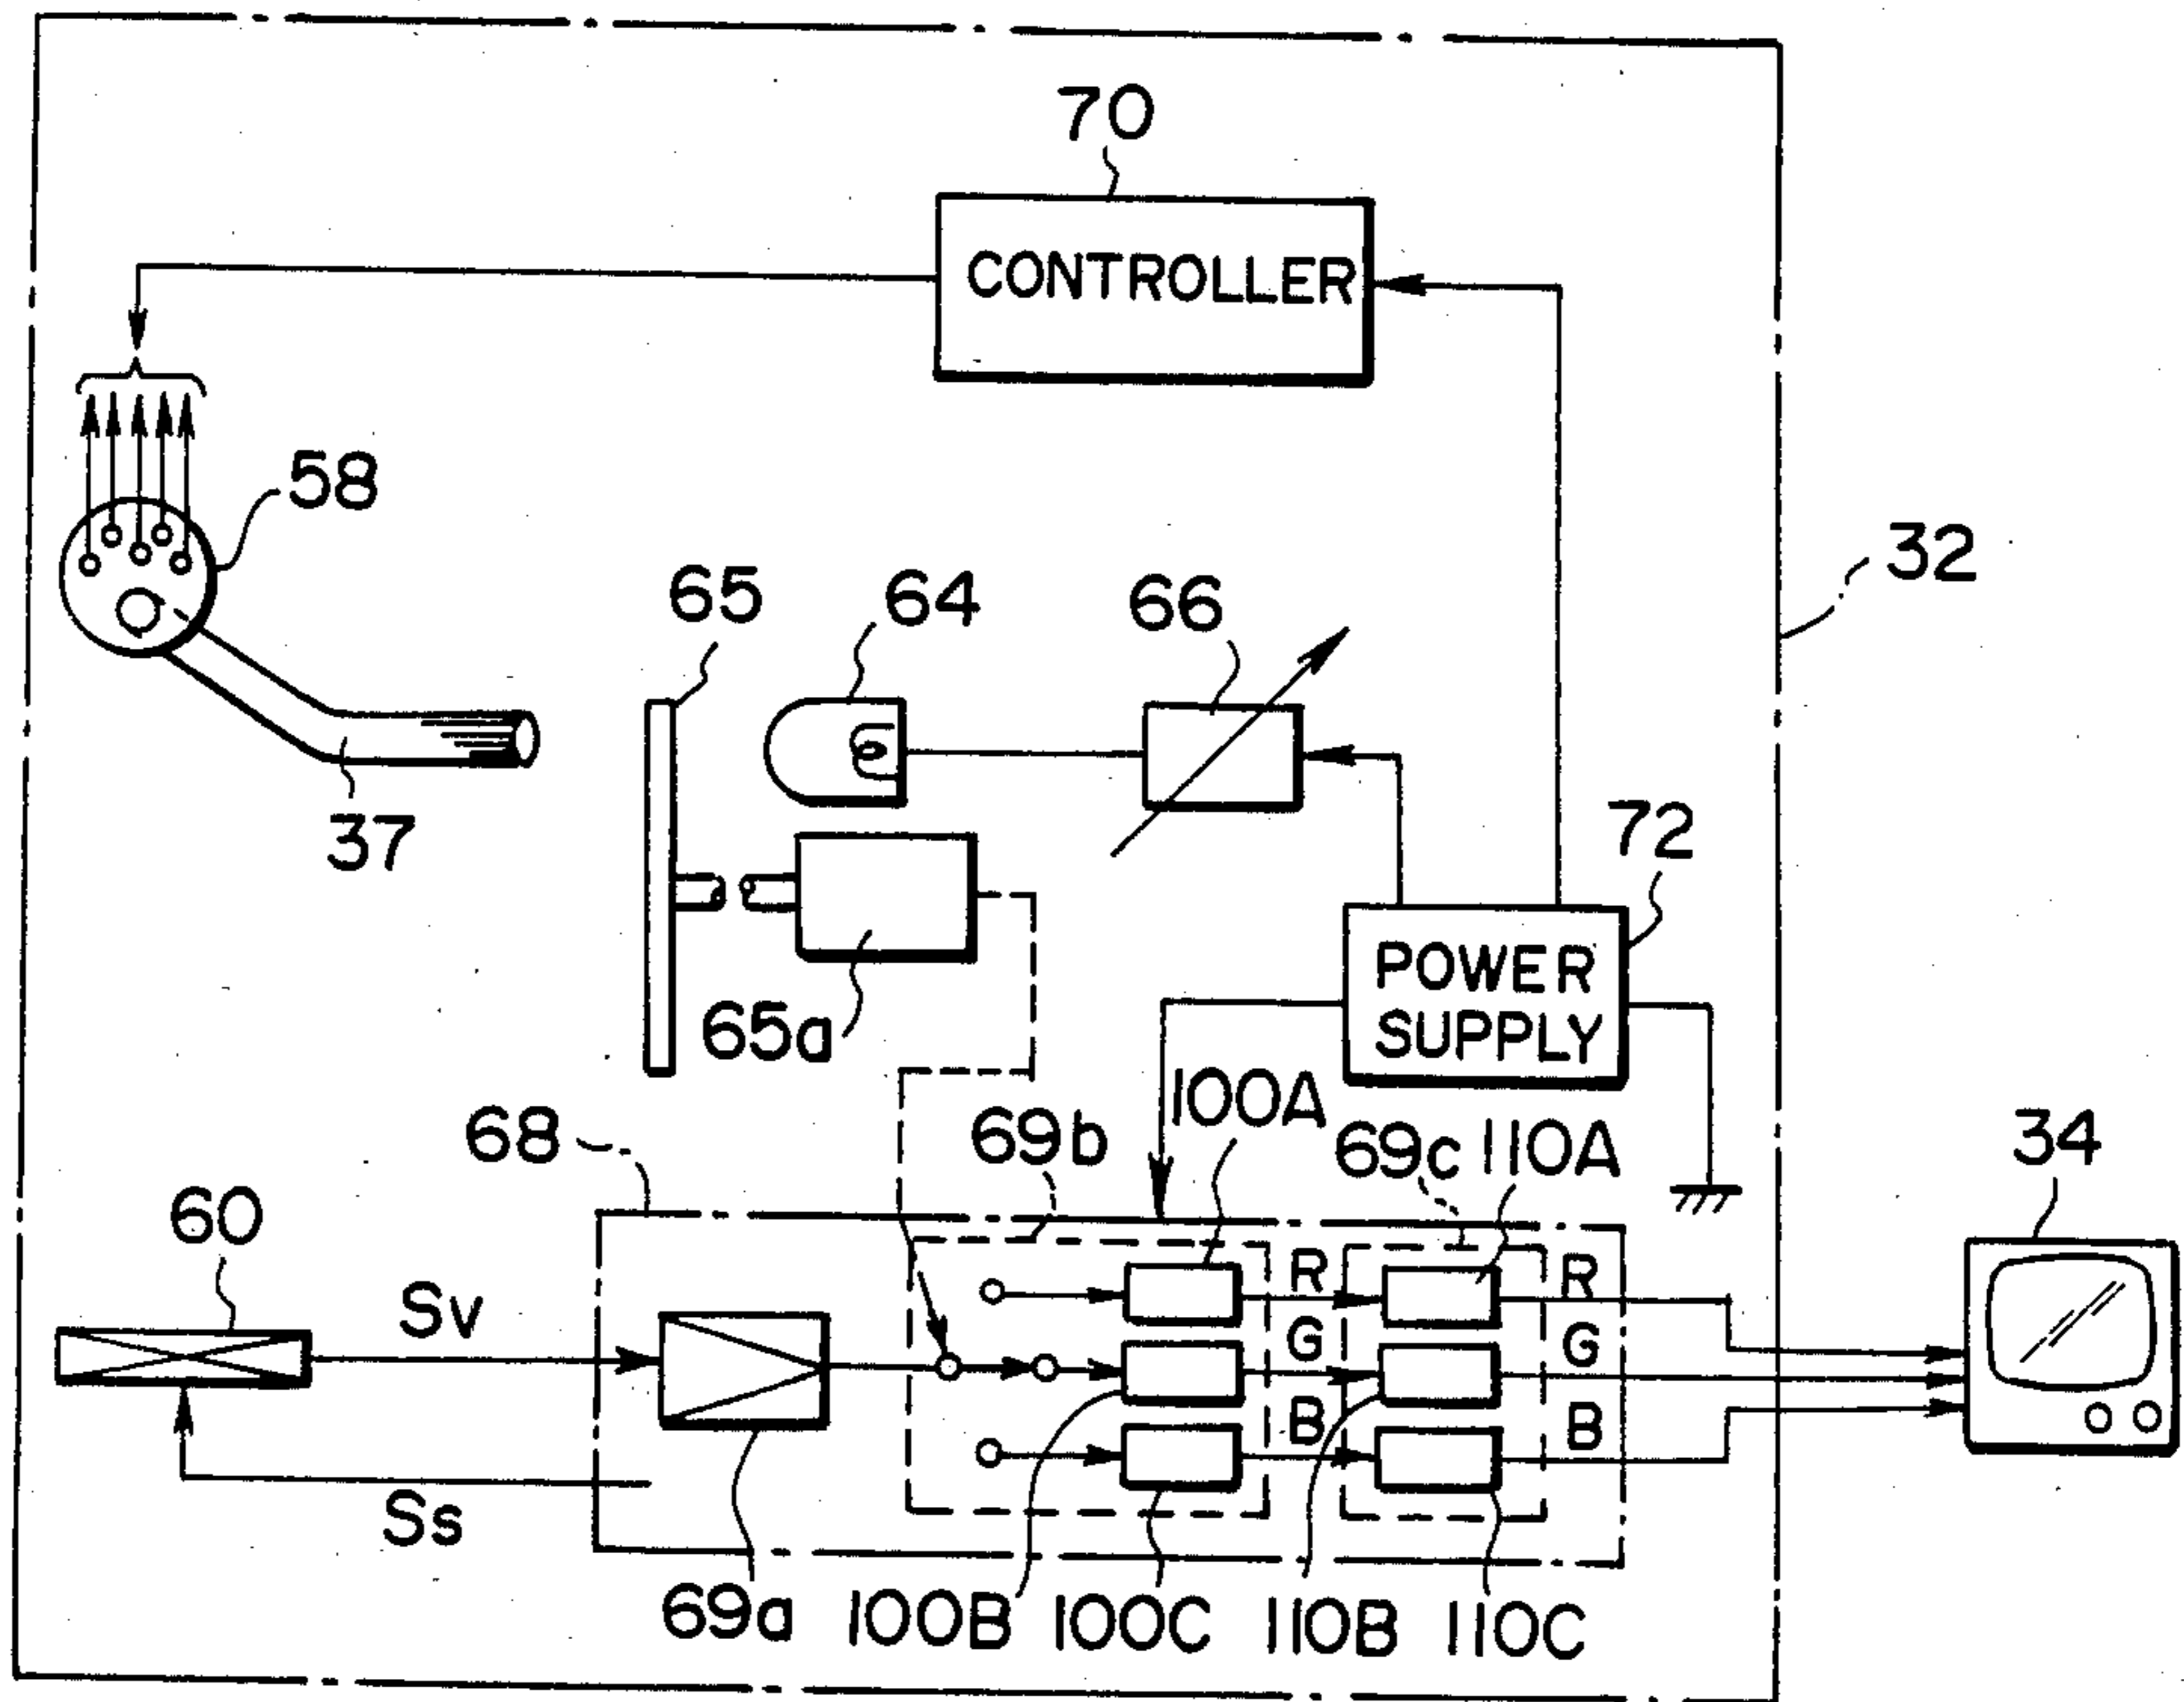 70
CONTROLLER
58
32
65
64
66
37
72
65a
POWER
SUPPLY
100A
68
69b
69c
110A
34
60
Sv
R
R
G
G
B
B
Ss
69a
100B
100C
110B
110C